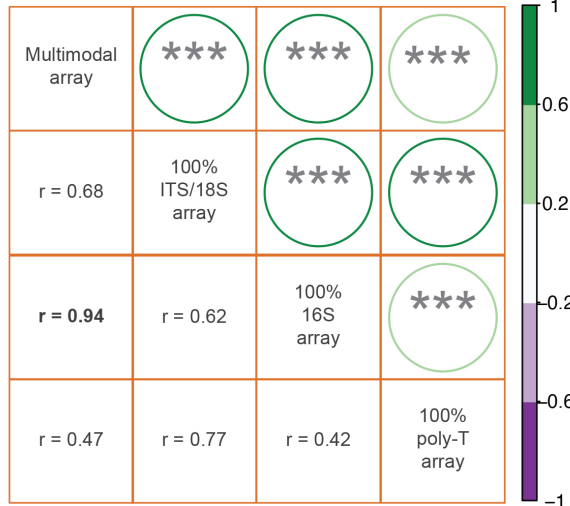 Multimodal
array
***
***
***
r = 0.68
100%
ITS/18S
array
***
***
r = 0.94
r = 0.62
100%
16S
array
***
r = 0.47
r = 0.77
r = 0.42
100%
poly-T
array
1
0.6
0.2
-0.2
-0.6
-1